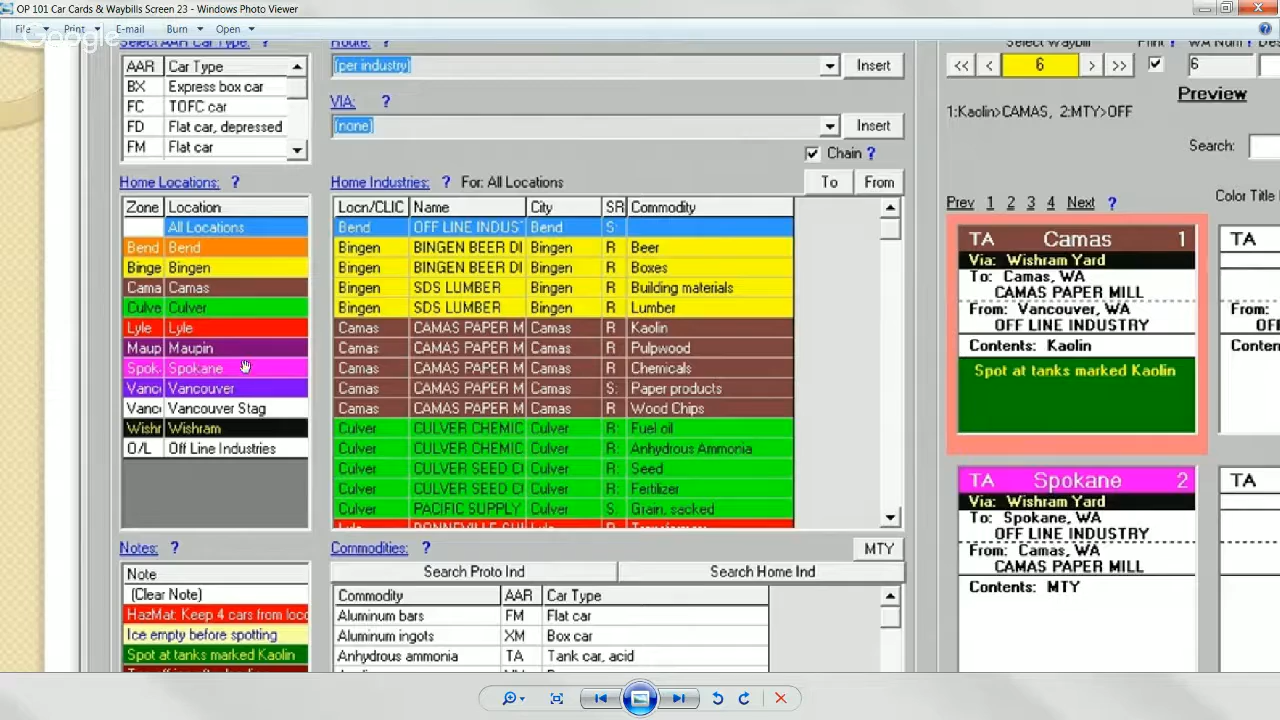 OP 101 Car Cards & Waybills Screen 23 - Windows Photo Viewer
File Print E-mail Burn Open
Google
Select AAR Car Type: ?
AAR Car Type
BX Express box car
FC TOFC car
FD Flat car, depressed
FM Flat car
Route: ?
(per industry) Insert
VIA: ?
(none) Insert
Chain ?
Home Locations: ?
Home Industries: ? For: All Locations To From
Zone Location
All Locations
Bend Bend
Binge Bingen
Cama Camas
Culve Culver
Lyle Lyle
Maup Maupin
Spok Spokane
Vanc Vancouver
Vanc Vancouver Stag
Wishr Wishram
O/L Off Line Industries
Locn/CLIC Name City SR Commodity
Bend OFF LINE INDUS Bend S:
Bingen BINGEN BEER DI Bingen R Beer
Bingen BINGEN BEER DI Bingen R Boxes
Bingen SDS LUMBER Bingen R Building materials
Bingen SDS LUMBER Bingen R Lumber
Camas CAMAS PAPER M Camas R Kaolin
Camas CAMAS PAPER M Camas R Pulpwood
Camas CAMAS PAPER M Camas R Chemicals
Camas CAMAS PAPER M Camas S: Paper products
Camas CAMAS PAPER M Camas R Wood Chips
Culver CULVER CHEMIC Culver R: Fuel oil
Culver CULVER CHEMIC Culver R: Anhydrous Ammonia
Culver CULVER SEED C Culver R: Seed
Culver CULVER SEED C Culver R: Fertilizer
Culver PACIFIC SUPPLY Culver S: Grain, sacked
Lyle BONNEVILLE Lyle R: Transformers
Notes: ?
Note
(Clear Note)
HazMat: Keep 4 cars from loco
Ice empty before spotting
Spot at tanks marked Kaolin
Commodities: ? MTY
Search Proto Ind Search Home Ind
Commodity AAR Car Type
Aluminum bars FM Flat car
Aluminum ingots XM Box car
Anhydrous ammonia TA Tank car, acid
Select Waybill Print ? WA Num
<< < 6 > >> 6
Preview
1:Kaolin>CAMAS, 2:MTY>OFF
Search:
Color Title
Prev 1 2 3 4 Next ?
TA Camas 1
Via: Wishram Yard
To: Camas, WA
CAMAS PAPER MILL
From: Vancouver, WA
OFF LINE INDUSTRY
Contents: Kaolin
Spot at tanks marked Kaolin
TA
From:
Conten
TA Spokane 2
Via: Wishram Yard
To: Spokane, WA
OFF LINE INDUSTRY
From: Camas, WA
CAMAS PAPER MILL
Contents: MTY
TA